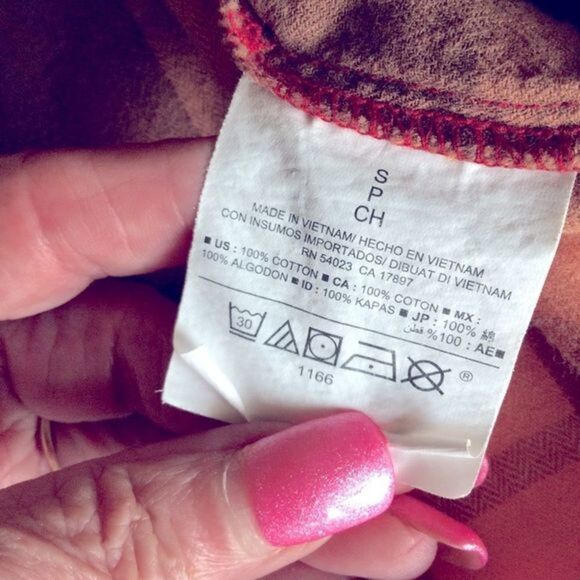 S
P
CH
MADE IN VIETNAM/ HECHO EN VIETNAM
CON INSUMOS IMPORTADOS/ DIBUAT DI VIETNAM
RN 54023 CA 17897
■ US : 100% COTTON ■ CA : 100% COTON ■ MX :
100% ALGODON ■ ID : 100% KAPAS ■ JP : 100% 綿
■ AE : 100% قطن
30
®
1166